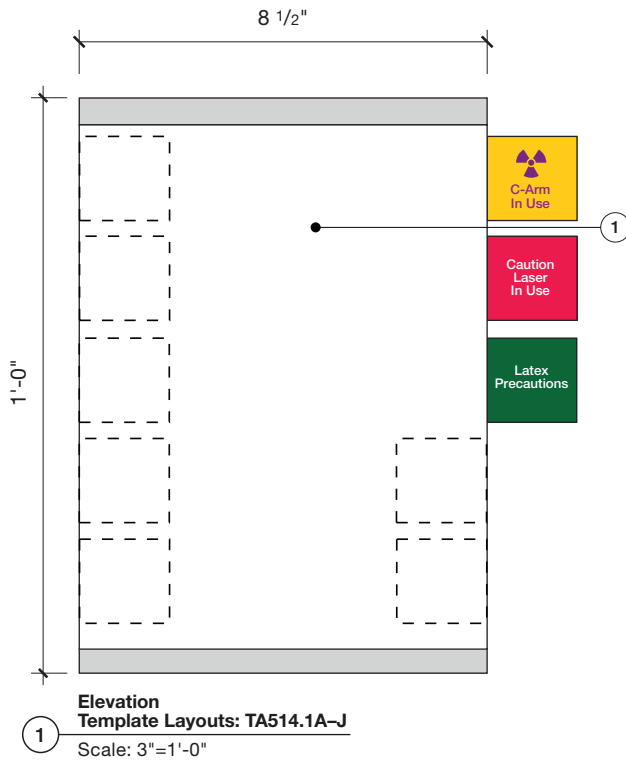 8 1/2"
C-Arm
In Use
1
Caution
Laser
In Use
1'-0"
Latex
Precautions
Elevation
Template Layouts: TA514.1A–J
1
Scale: 3"=1'-0"